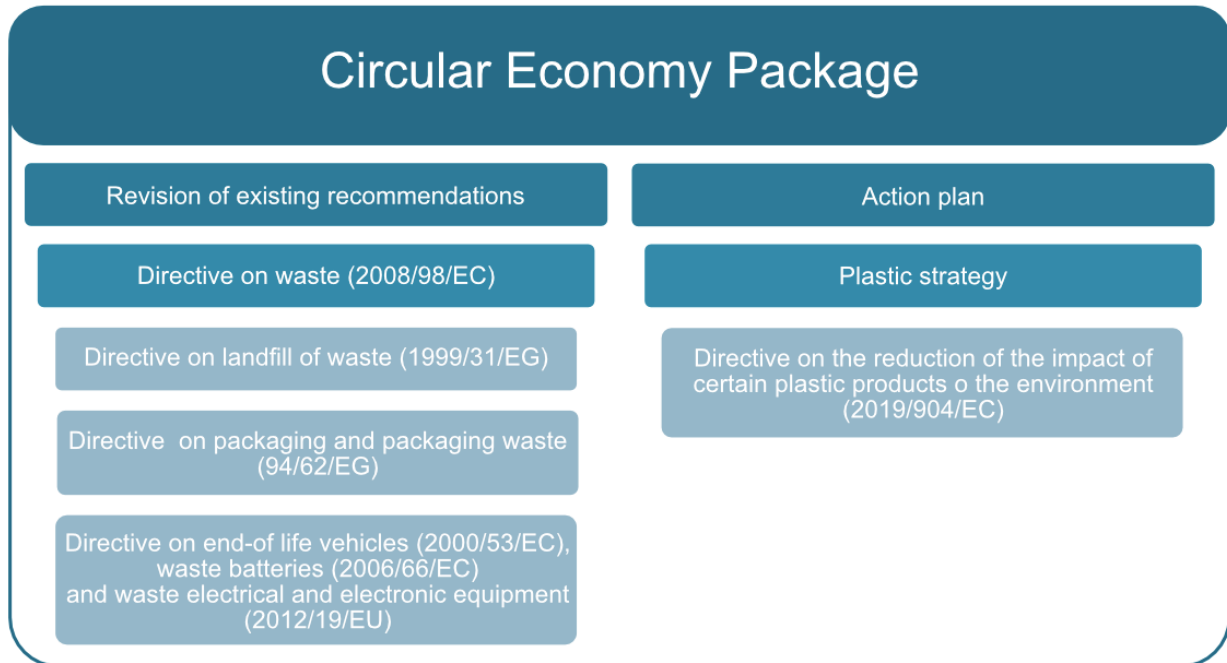 Circular Economy Package
Revision of existing recommendations
Directive on waste (2008/98/EC)
Directive on landfill of waste (1999/31/EG)
Directive  on packaging and packaging waste
(94/62/EG)
Directive on end-of life vehicles (2000/53/EC),
waste batteries (2006/66/EC)
and waste electrical and electronic equipment
(2012/19/EU)
Action plan
Plastic strategy
Directive on the reduction of the impact of
certain plastic products o the environment
(2019/904/EC)